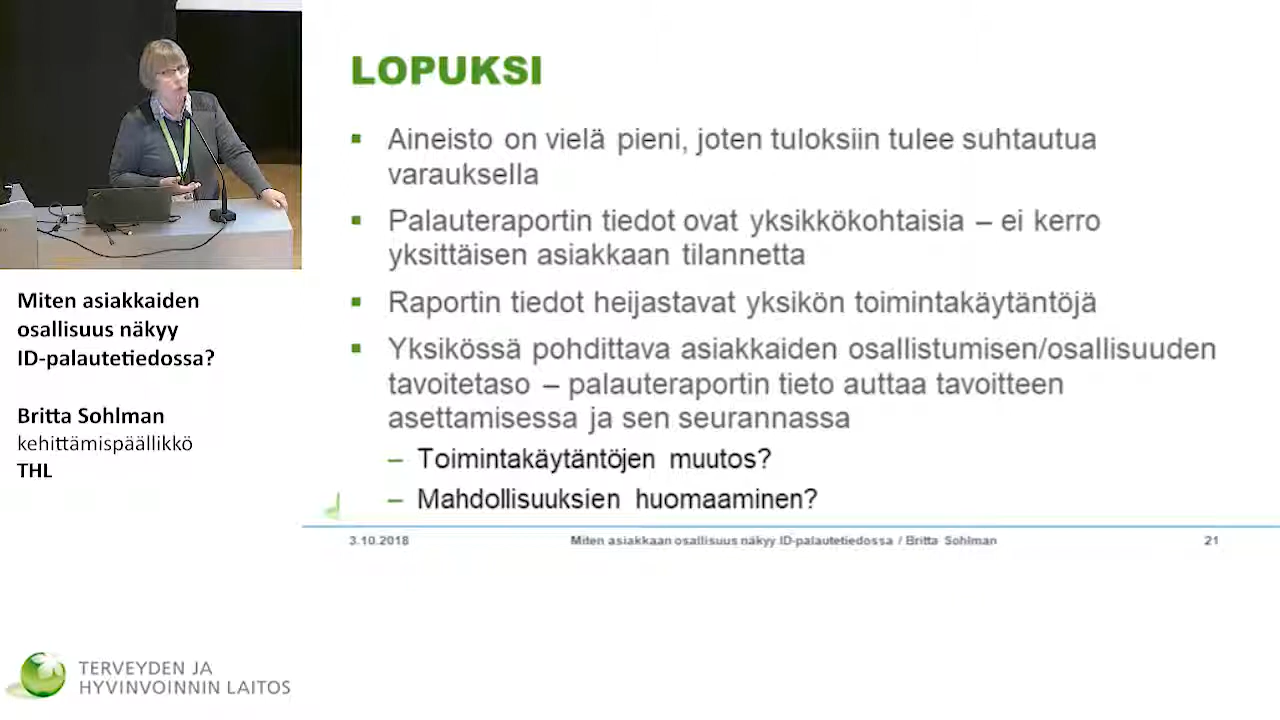 LOPUKSI
▪ Aineisto on vielä pieni, joten tuloksiin tulee suhtautua
varauksella
▪ Palauteraportin tiedot ovat yksikkökohtaisia – ei kerro
yksittäisen asiakkaan tilannetta
▪ Raportin tiedot heijastavat yksikön toimintakäytäntöjä
▪ Yksikössä pohdittava asiakkaiden osallistumisen/osallisuuden
tavoitetaso – palauteraportin tieto auttaa tavoitteen
asettamisessa ja sen seurannassa
– Toimintakäytäntöjen muutos?
– Mahdollisuuksien huomaaminen?
3.10.2018 Miten asiakkaan osallisuus näkyy ID-palautetiedossa / Britta Sohlman 21
Miten asiakkaiden
osallisuus näkyy
ID-palautetiedossa?
Britta Sohlman
kehittämispäällikkö
THL
TERVEYDEN JA
HYVINVOINNIN LAITOS